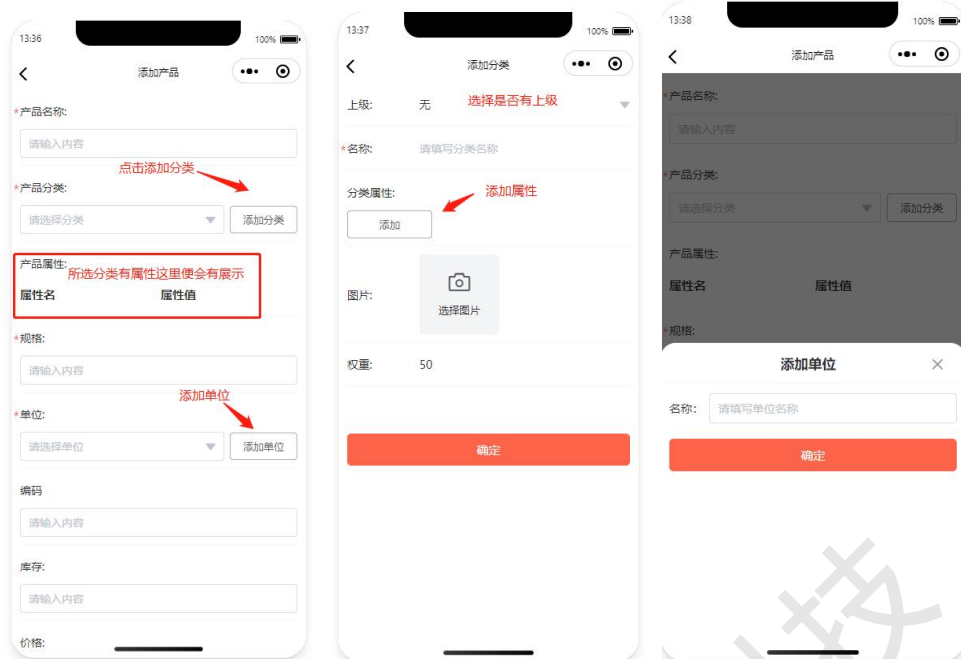 13:36
100%
添加产品
*产品名称:
请输入内容
点击添加分类
*产品分类:
请选择分类
添加分类
产品属性:
所选分类有属性这里便会有展示
属性名 属性值
*规格:
请输入内容
添加单位
*单位:
请选择单位
添加单位
编码
请输入内容
库存:
请输入内容
价格:
13:37
100%
添加分类
上级: 无
选择是否有上级
*名称: 请填写分类名称
分类属性:
添加属性
添加
图片:
选择图片
权重: 50
确定
13:38
100%
添加产品
*产品名称:
请输入内容
*产品分类:
请选择分类
添加分类
产品属性:
属性名 属性值
*规格:
添加单位
名称: 请填写单位名称
确定
技